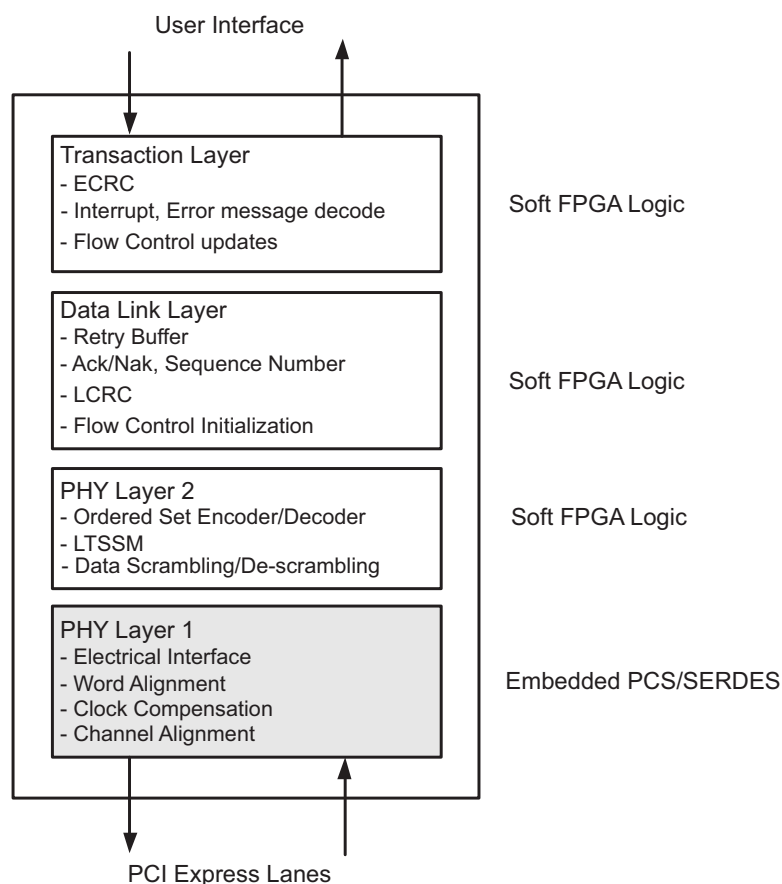 User Interface
Transaction Layer
- ECRC
- Interrupt, Error message decode
- Flow Control updates
Soft FPGA Logic
Data Link Layer
- Retry Buffer
- Ack/Nak, Sequence Number
- LCRC
- Flow Control Initialization
Soft FPGA Logic
PHY Layer 2
- Ordered Set Encoder/Decoder
- LTSSM
- Data Scrambling/De-scrambling
Soft FPGA Logic
PHY Layer 1
- Electrical Interface
- Word Alignment
- Clock Compensation
- Channel Alignment
Embedded PCS/SERDES
PCI Express Lanes